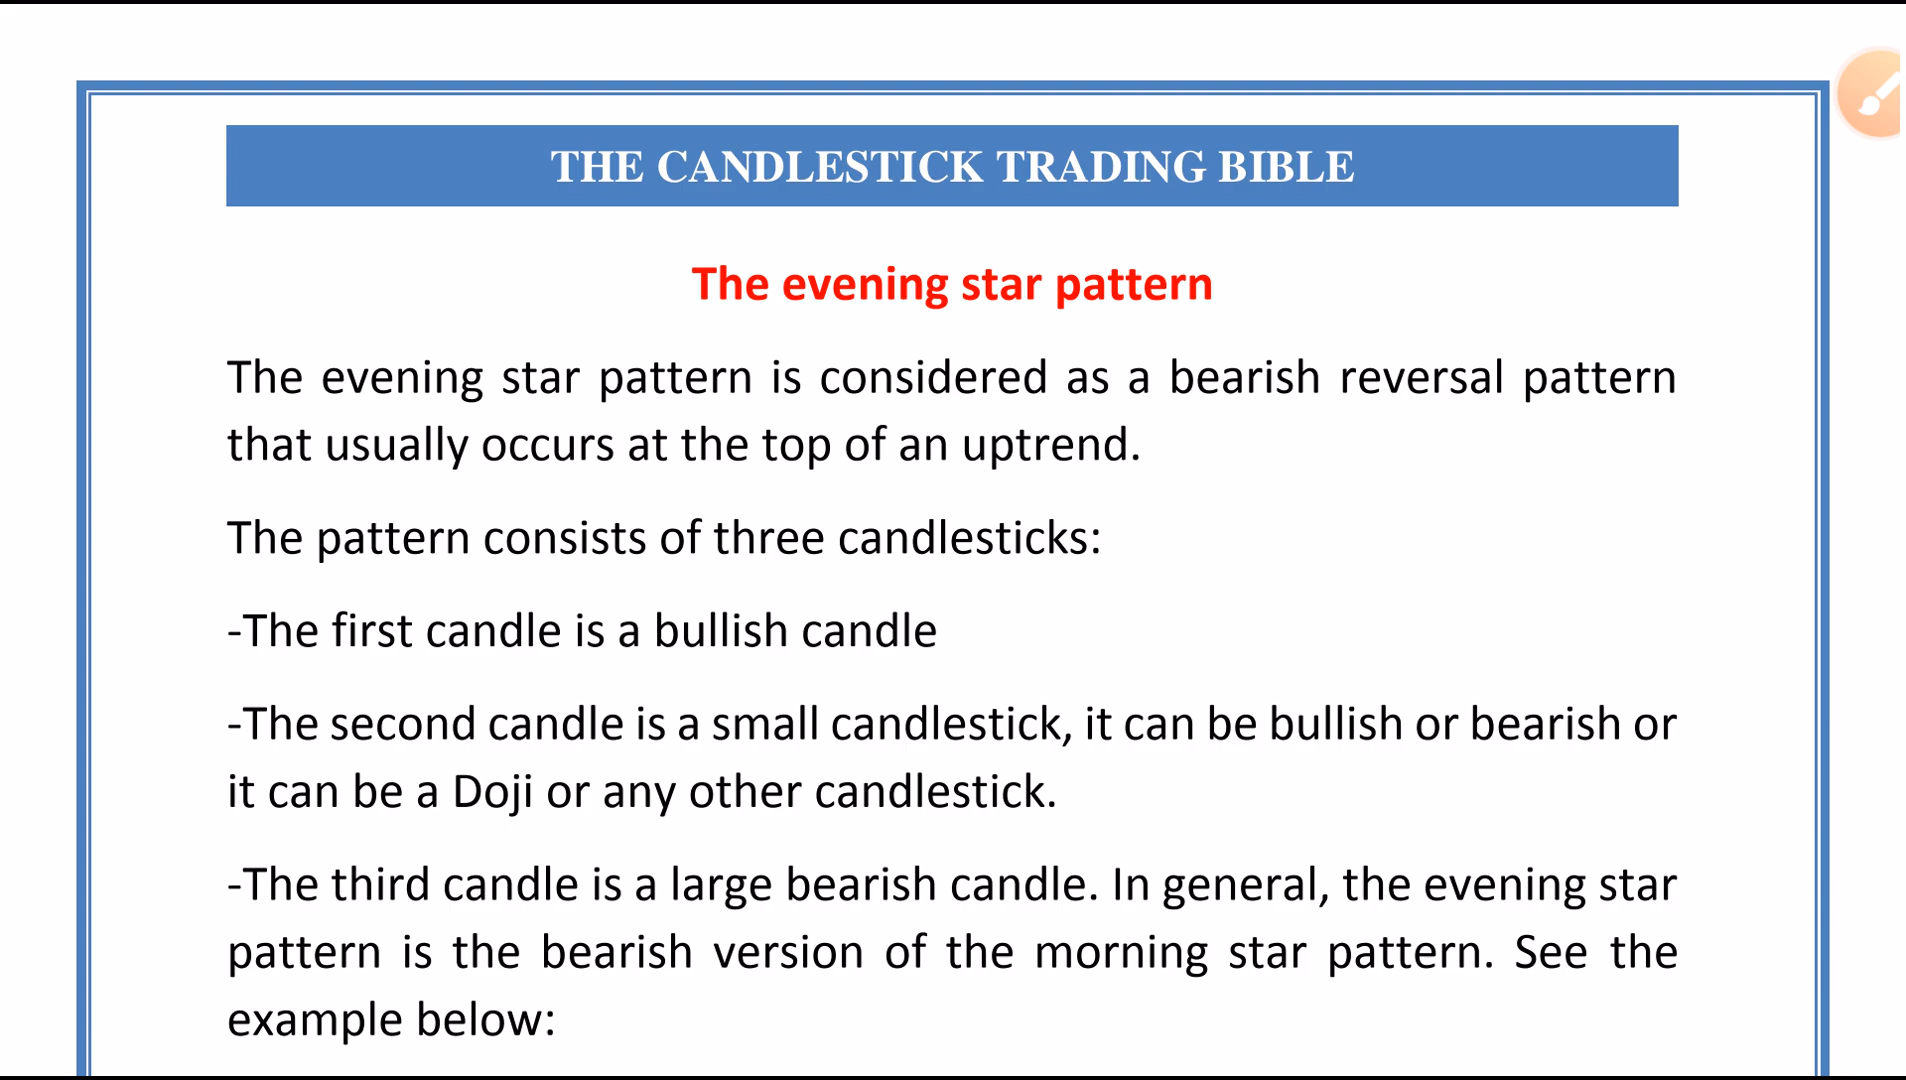 THE CANDLESTICK TRADING BIBLE
The evening star pattern
The evening star pattern is considered as a bearish reversal pattern
that usually occurs at the top of an uptrend.
The pattern consists of three candlesticks:
-The first candle is a bullish candle
-The second candle is a small candlestick, it can be bullish or bearish or
it can be a Doji or any other candlestick.
-The third candle is a large bearish candle. In general, the evening star
pattern is the bearish version of the morning star pattern. See the
example below: